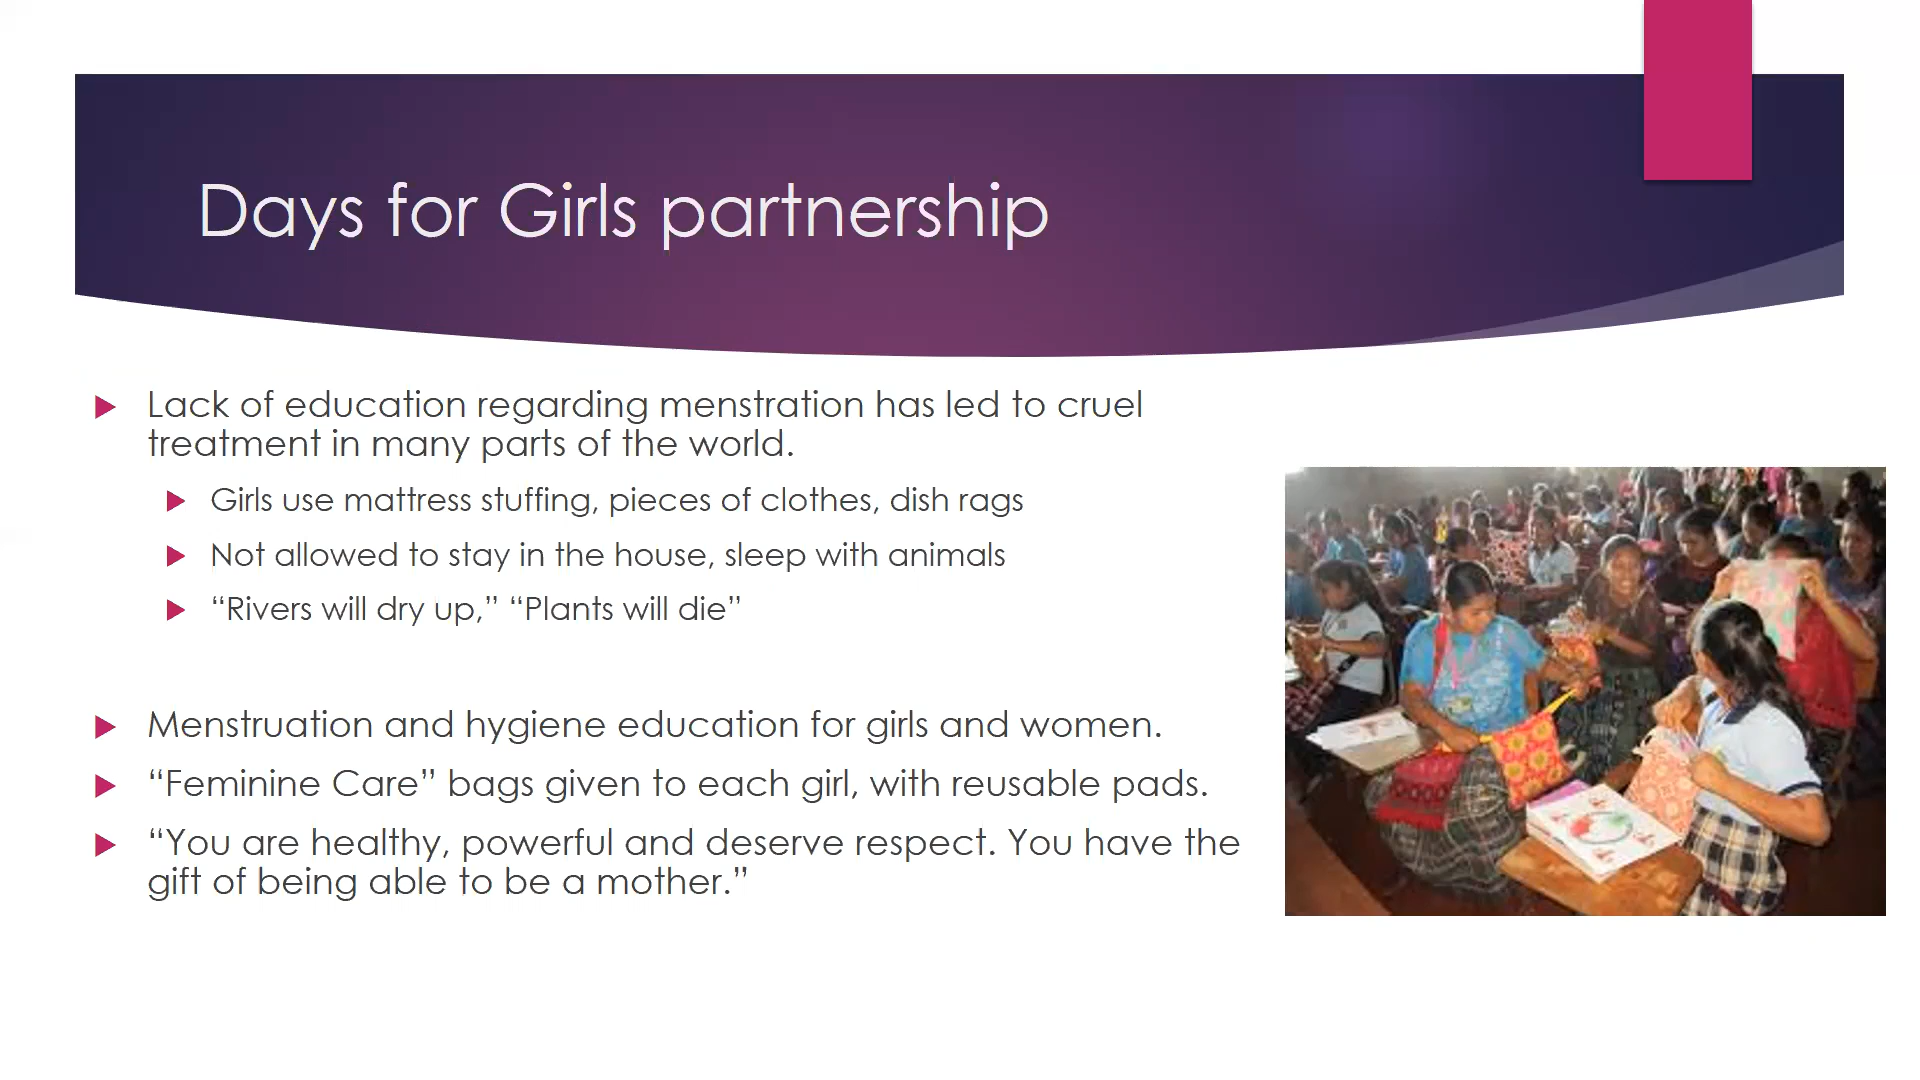 Days for Girls partnership
Lack of education regarding menstration has led to cruel
treatment in many parts of the world.
Girls use mattress stuffing, pieces of clothes, dish rags
Not allowed to stay in the house, sleep with animals
“Rivers will dry up,” “Plants will die”
Menstruation and hygiene education for girls and women.
“Feminine Care” bags given to each girl, with reusable pads.
“You are healthy, powerful and deserve respect. You have the
gift of being able to be a mother.”